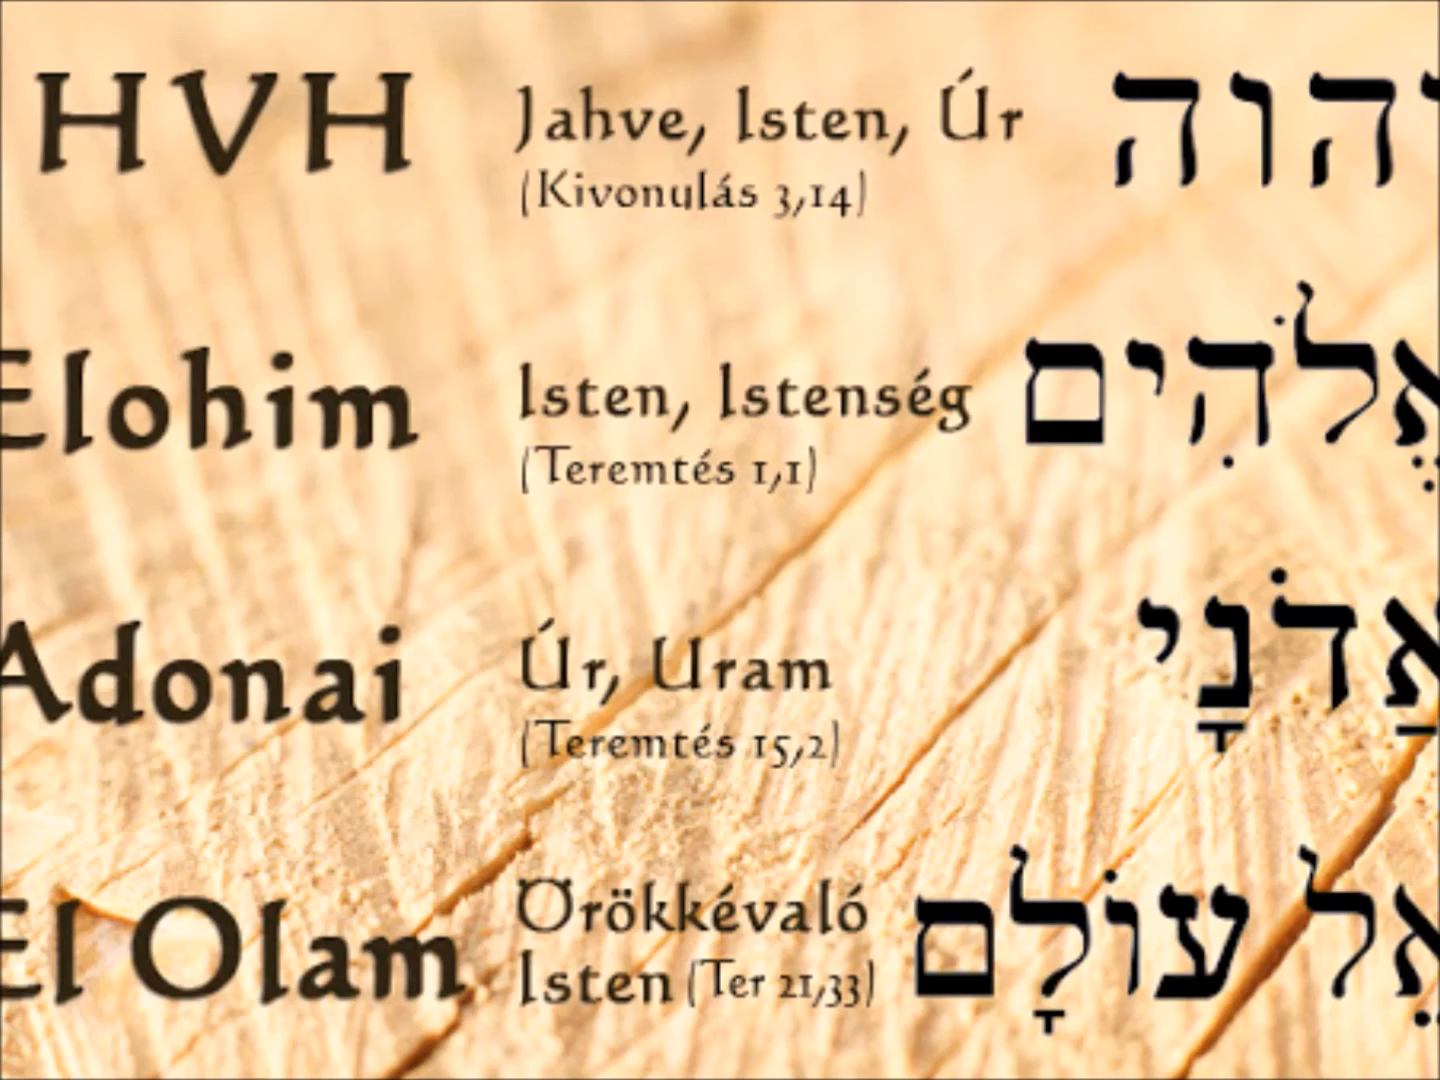 HVH Jahve, Isten, Úr הוה
(Kivonulás 3,14)
Elohim Isten, Istenség אֱלֹהִים
(Teremtés 1,1)
Adonai Úr, Uram אֲדֹנָי
(Teremtés 15,2)
El Olam Örökkévaló אֵל עוֹלָם
Isten (Ter 21,33)